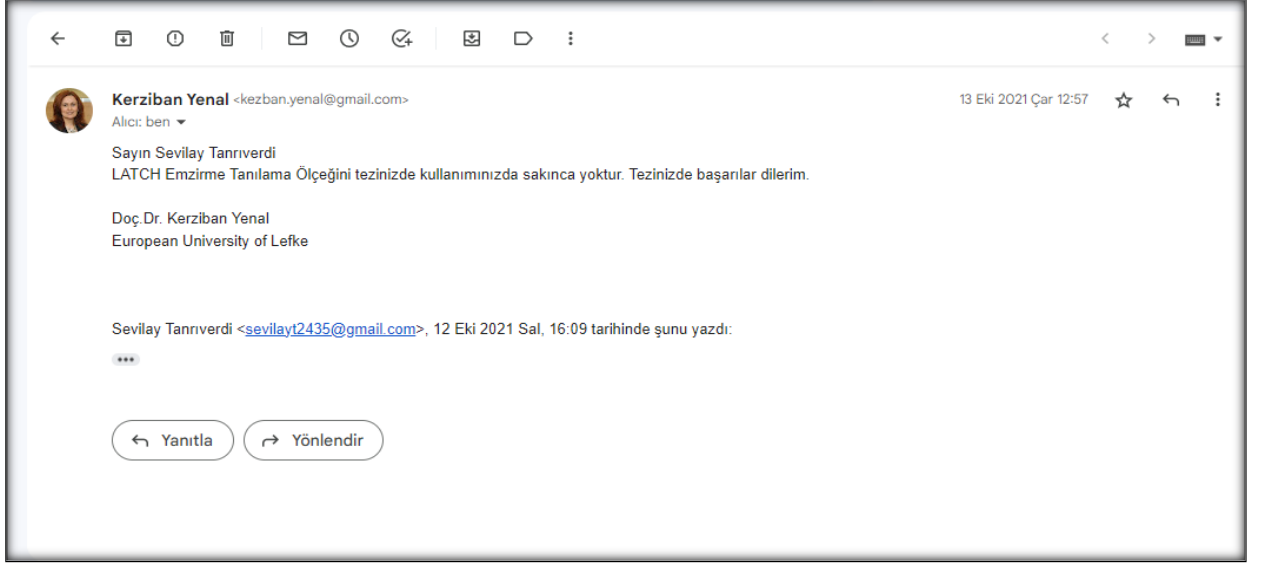 Kerziban Yenal <kezban.yenal@gmail.com>
13 Eki 2021 Çar 12:57
Alıcı: ben
Sayın Sevilay Tanrıverdi
LATCH Emzirme Tanılama Ölçeğini tezinizde kullanımınızda sakınca yoktur. Tezinizde başarılar dilerim.
Doç.Dr. Kerziban Yenal
European University of Lefke
Sevilay Tanrıverdi <sevilayt2435@gmail.com>, 12 Eki 2021 Sal, 16:09 tarihinde şunu yazdı:
Yanıtla
Yönlendir